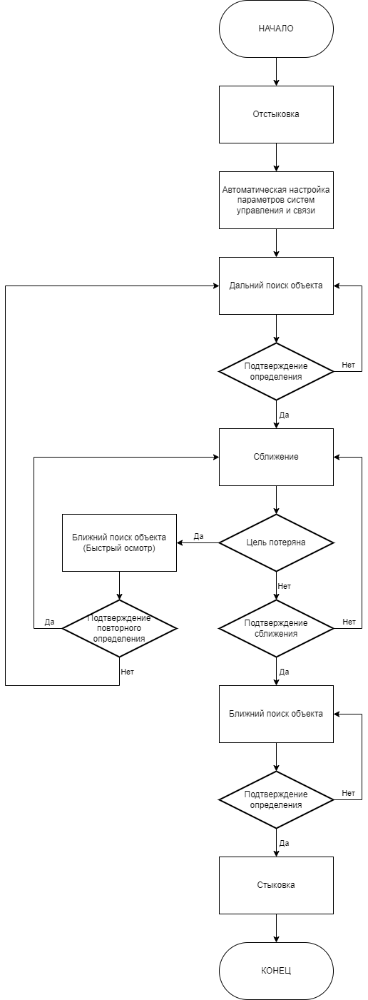 НАЧАЛО
Отстыковка
Автоматическая настройка
параметров систем
управления и связи
Дальний поиск объекта
Подтверждение
определения
Нет
Да
Сближение
Цель потеряна
Да
Ближний поиск объекта
(Быстрый осмотр)
Нет
Подтверждение
повторного
определения
Да
Нет
Подтверждение
сближения
Нет
Да
Ближний поиск объекта
Подтверждение
определения
Нет
Да
Стыковка
КОНЕЦ